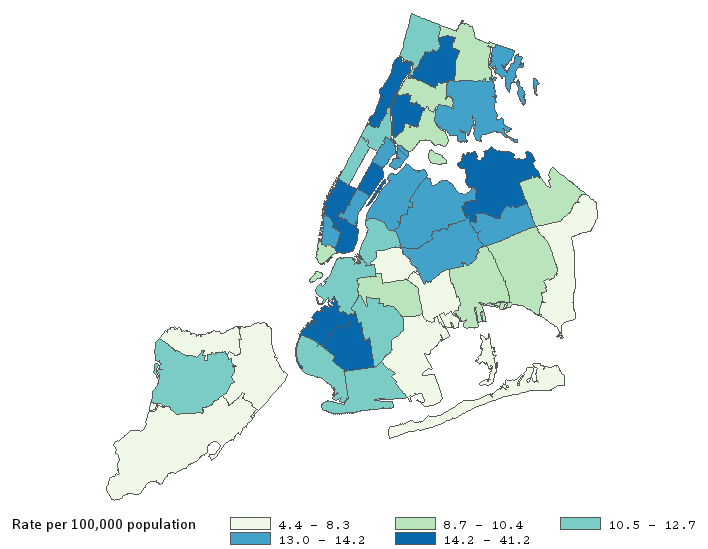 Rate per 100,000 population 4.4 - 8.3 8.7 - 10.4 10.5 - 12.7
13.0 - 14.2 14.2 - 41.2